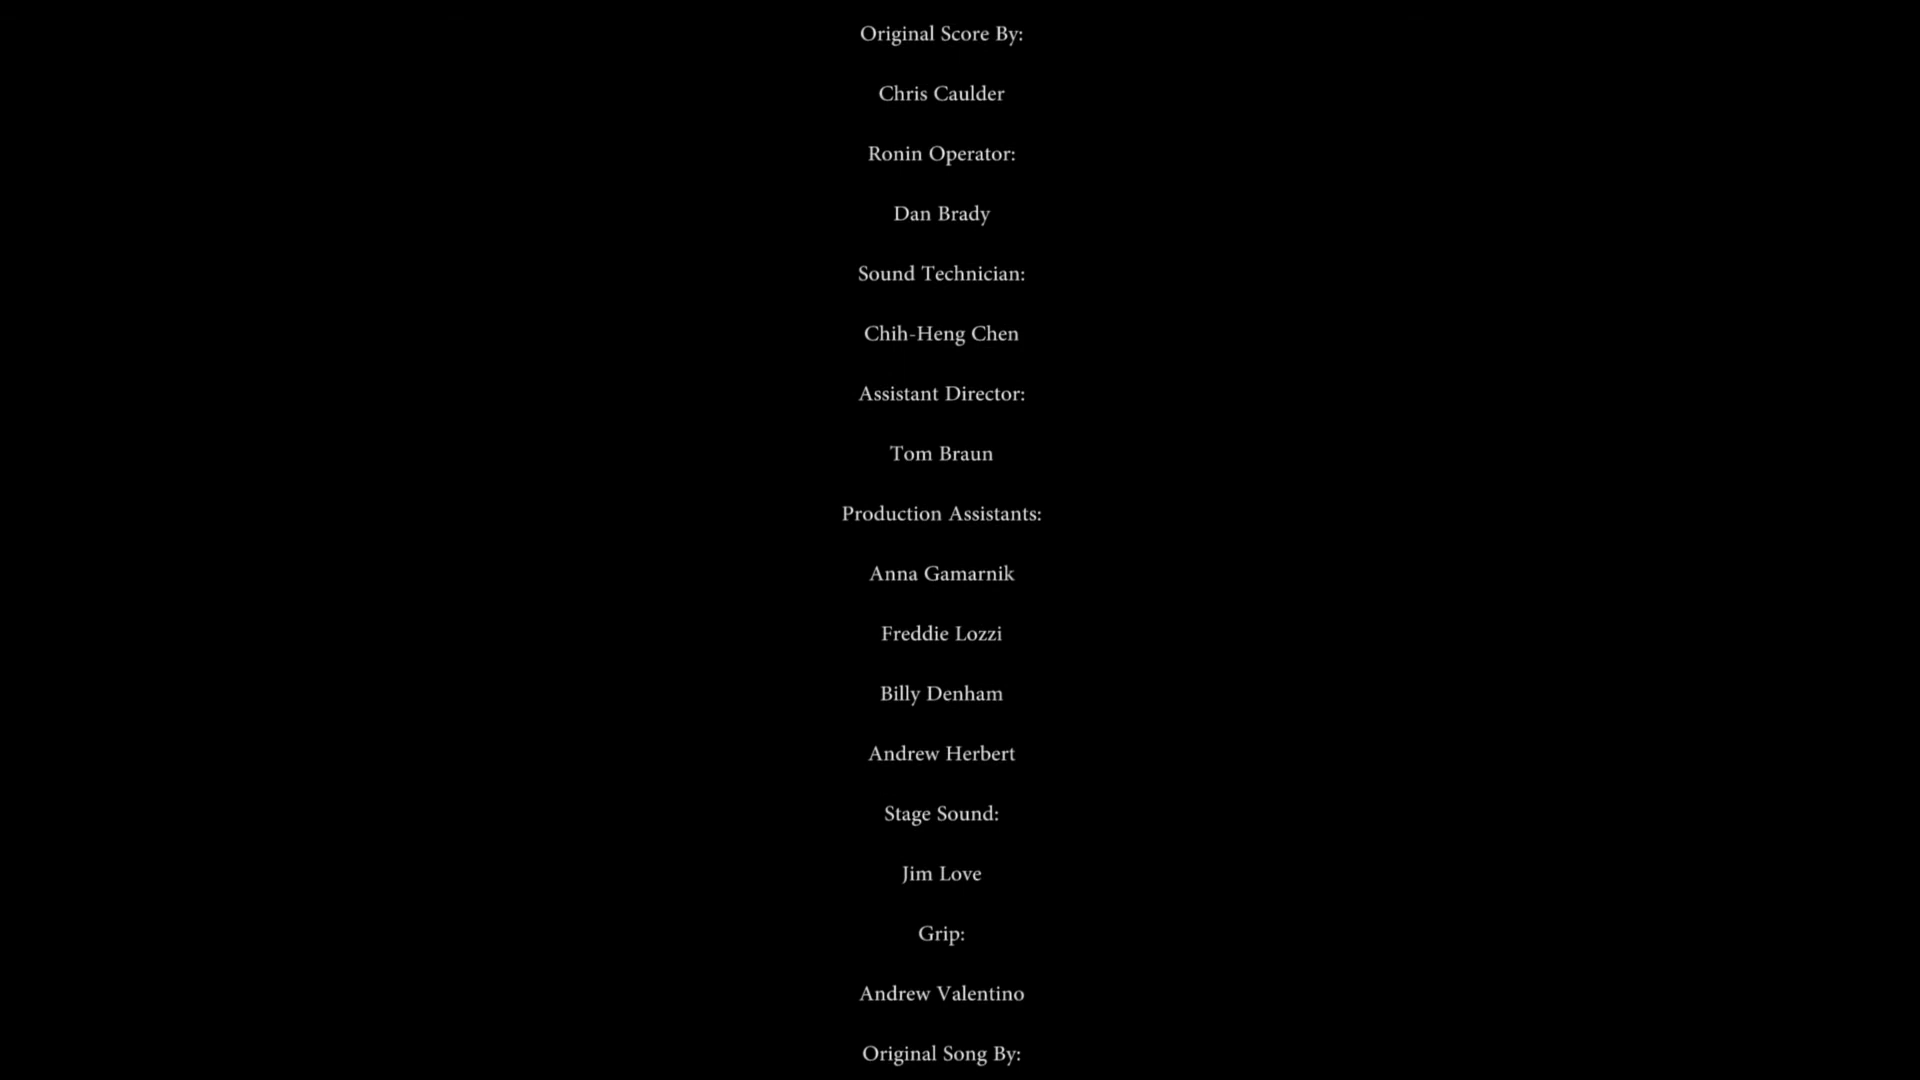 Original Score By:
Chris Caulder
Ronin Operator:
Dan Brady
Sound Technician:
Chih-Heng Chen
Assistant Director:
Tom Braun
Production Assistants:
Anna Gamarnik
Freddie Lozzi
Billy Denham
Andrew Herbert
Stage Sound:
Jim Love
Grip:
Andrew Valentino
Original Song By: